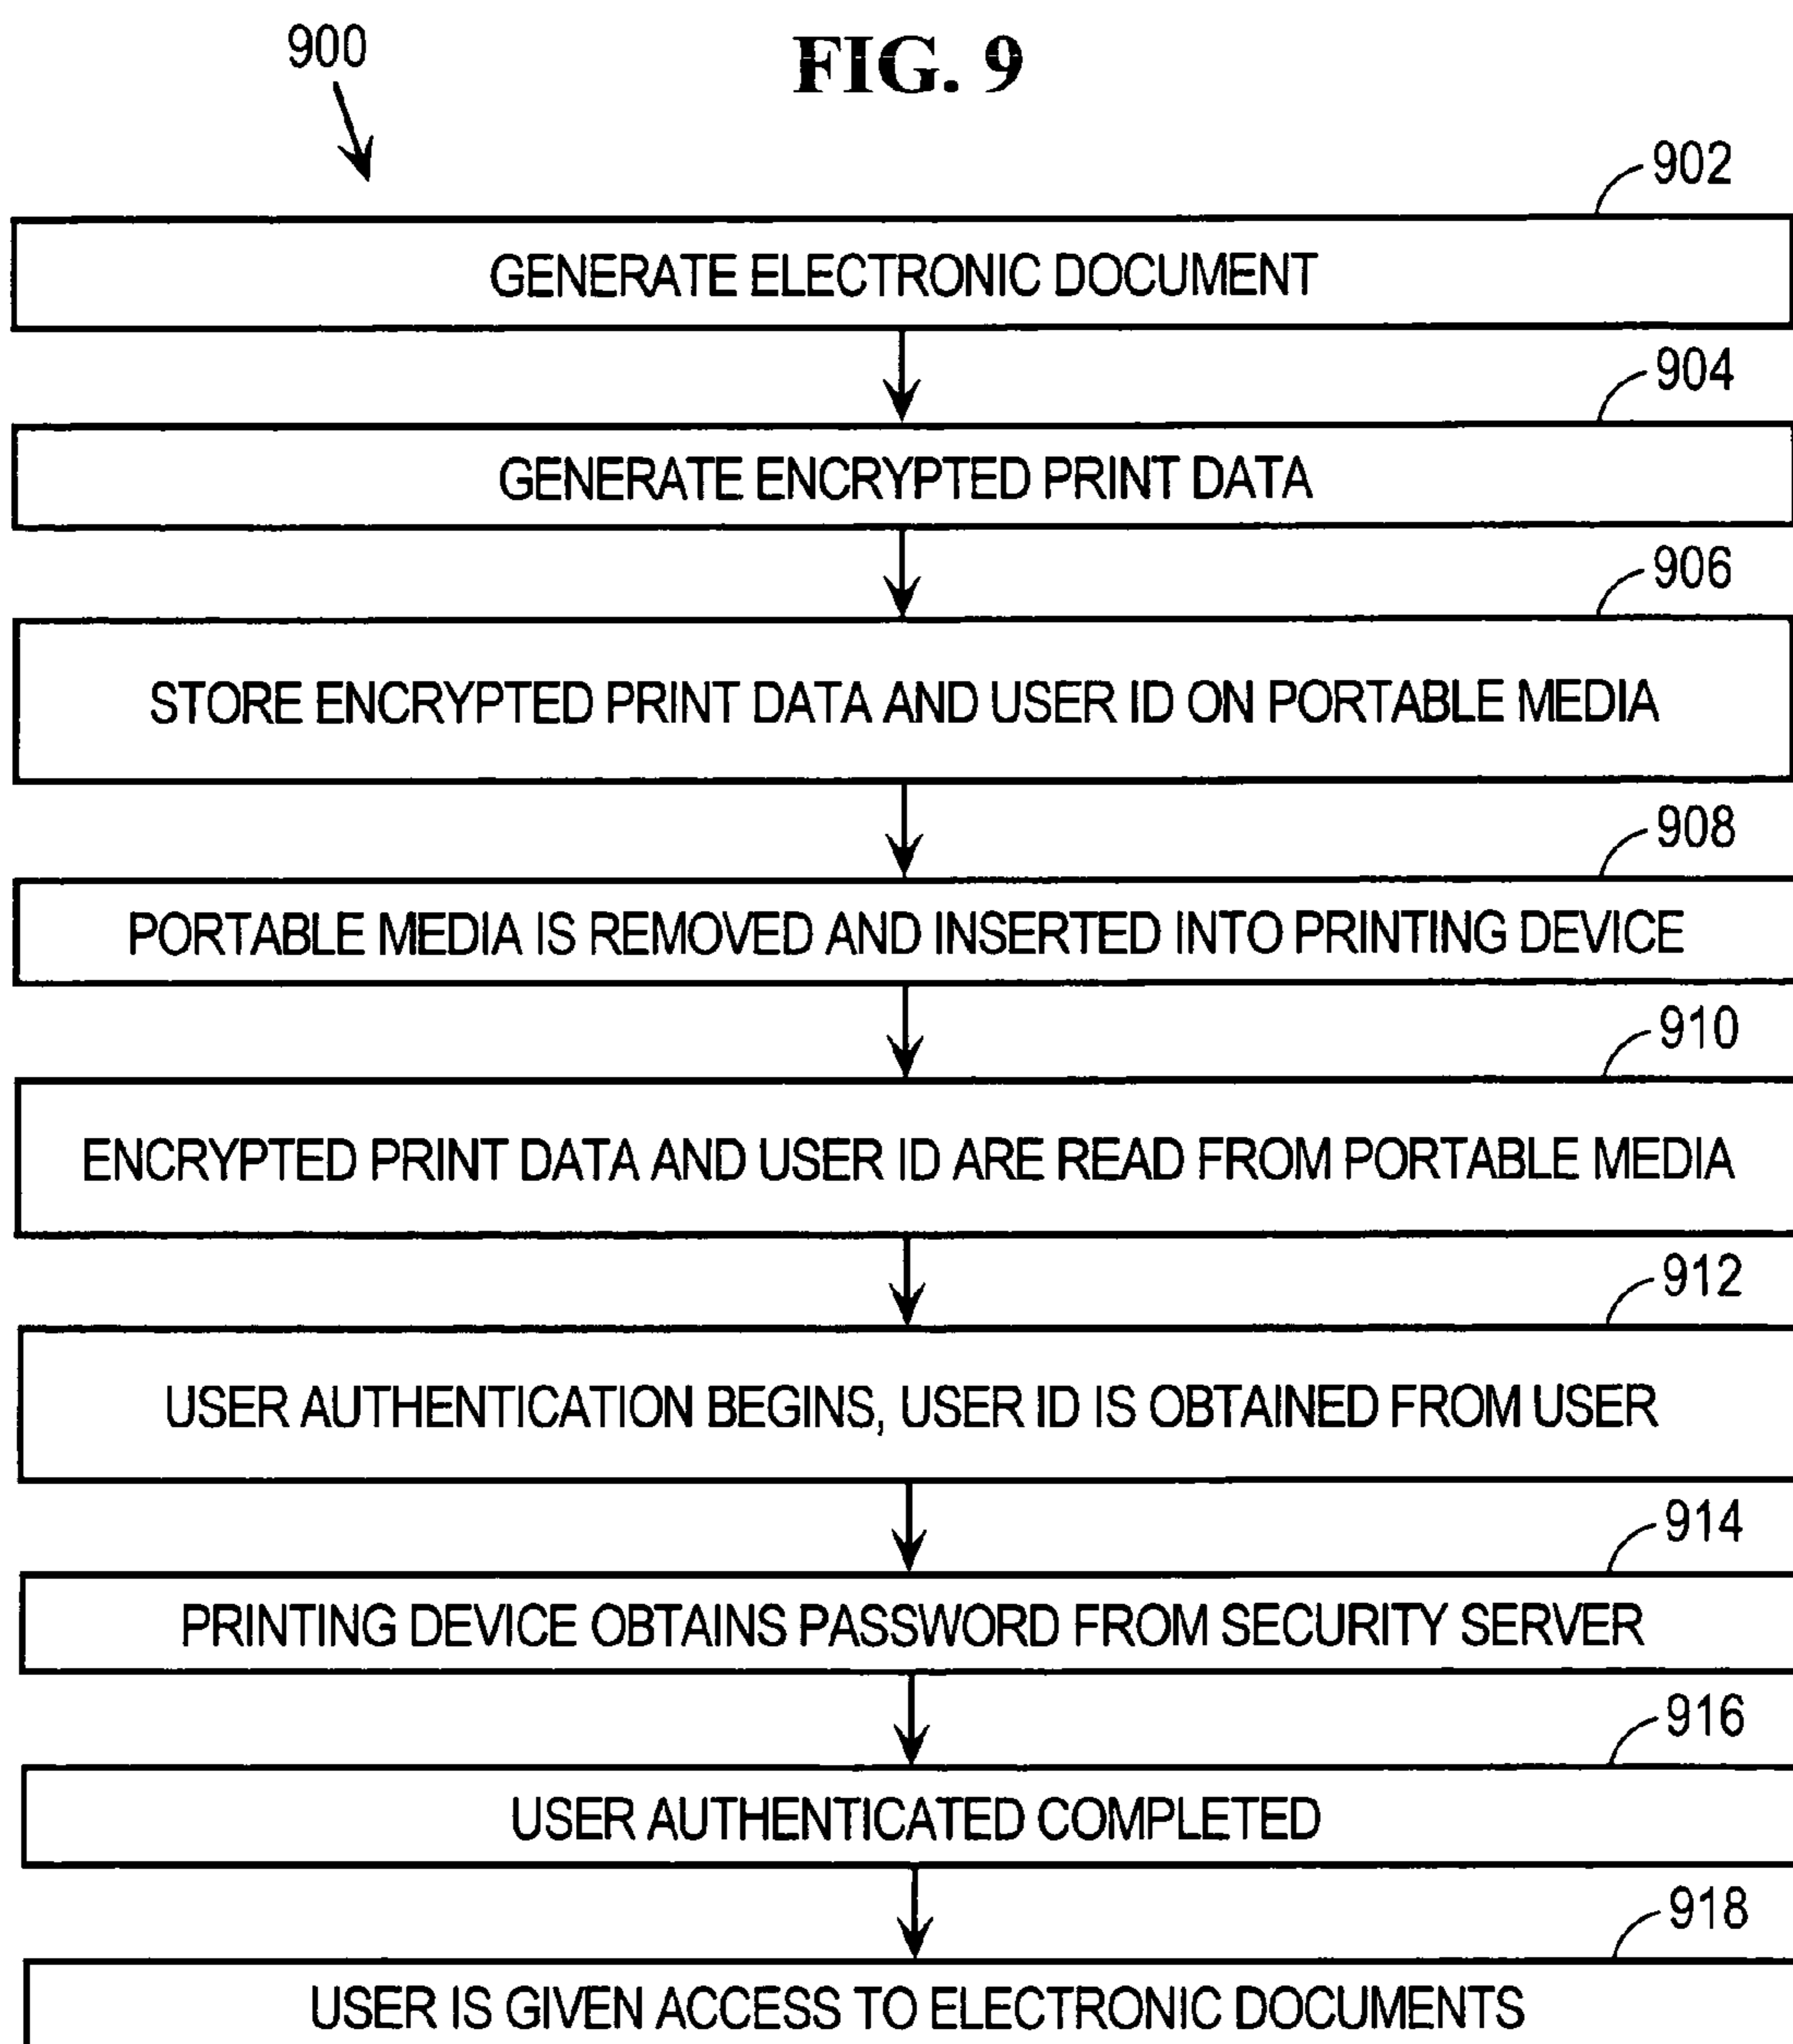 900
FIG. 9
902
GENERATE ELECTRONIC DOCUMENT
904
GENERATE ENCRYPTED PRINT DATA
906
STORE ENCRYPTED PRINT DATA AND USER ID ON PORTABLE MEDIA
908
PORTABLE MEDIA IS REMOVED AND INSERTED INTO PRINTING DEVICE
910
ENCRYPTED PRINT DATA AND USER ID ARE READ FROM PORTABLE MEDIA
912
USER AUTHENTICATION BEGINS, USER ID IS OBTAINED FROM USER
914
PRINTING DEVICE OBTAINS PASSWORD FROM SECURITY SERVER
916
USER AUTHENTICATED COMPLETED
918
USER IS GIVEN ACCESS TO ELECTRONIC DOCUMENTS